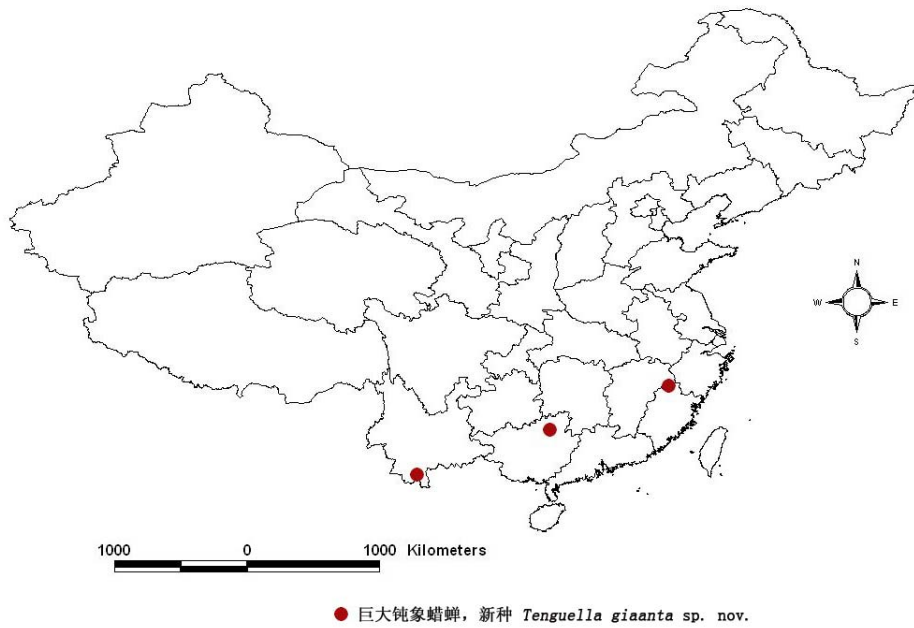 N
W E
S
1000 0 1000 Kilometers
巨大钝象蜡蝉，新种 Tenguella giaanta sp. nov.